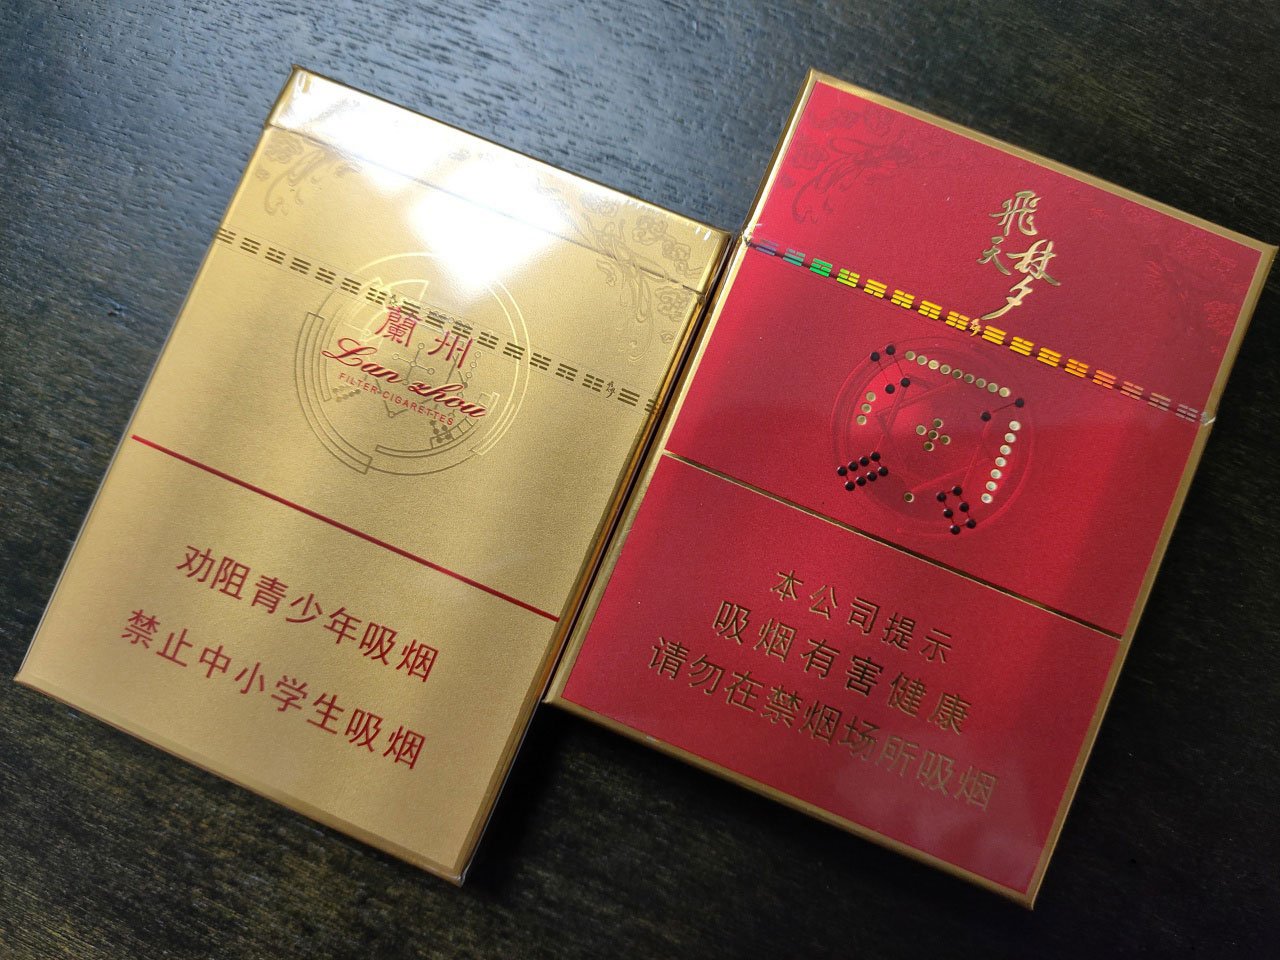 蘭州
Lan zhou
FILTER CIGARETTES
劝阻青少年吸烟
禁止中小学生吸烟
飛天
梦
本公司提示
吸烟有害健康
请勿在禁烟场所吸烟